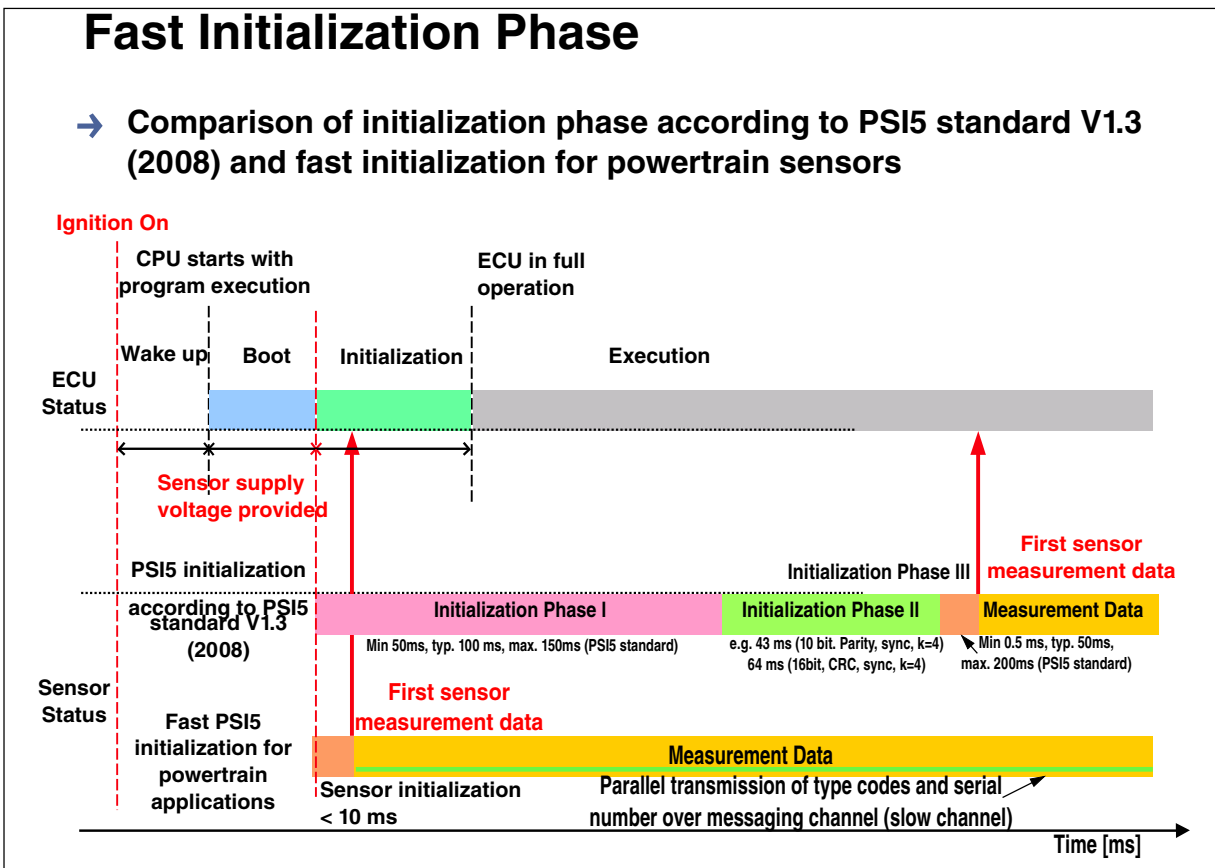 Fast Initialization Phase
Comparison of initialization phase according to PSI5 standard V1.3
(2008) and fast initialization for powertrain sensors
Ignition On
CPU starts with
program execution
ECU in full
operation
Wake up
Boot
Initialization
Execution
ECU
Status
Sensor supply
voltage provided
First sensor
measurement data
PSI5 initialization
according to PSI5
standard V1.3
(2008)
Initialization Phase III
Initialization Phase I
Initialization Phase II
Measurement Data
Min 50ms, typ. 100 ms, max. 150ms (PSI5 standard)
e.g. 43 ms (10 bit. Parity, sync, k=4)
64 ms (16bit, CRC, sync, k=4)
Min 0.5 ms, typ. 50ms,
max. 200ms (PSI5 standard)
Sensor
Status
First sensor
measurement data
Fast PSI5
initialization for
powertrain
applications
Measurement Data
Sensor initialization
< 10 ms
Parallel transmission of type codes and serial
number over messaging channel (slow channel)
Time [ms]